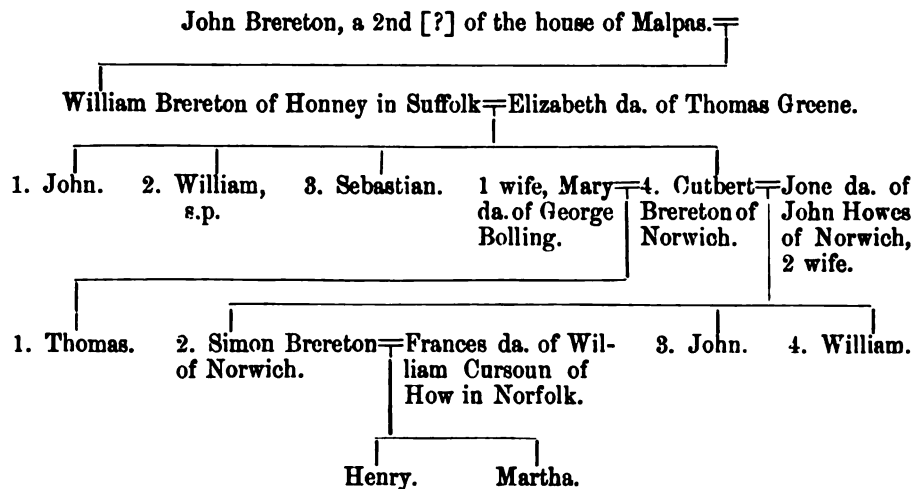 John Brereton, a 2nd [?] of the house of Malpas.
William Brereton of Honney in Suffolk Elizabeth da. of Thomas Greene.
1. John.
2. William,
s.p.
3. Sebastian.
1 wife, Mary
da. of George
Bolling.
4. Cutbert
Brereton of
Norwich.
Jone da. of
John Howes
of Norwich,
2 wife.
1. Thomas.
2. Simon Brereton
of Norwich.
Frances da. of Wil-
liam Cursoun of
How in Norfolk.
3. John.
4. William.
Henry.
Martha.